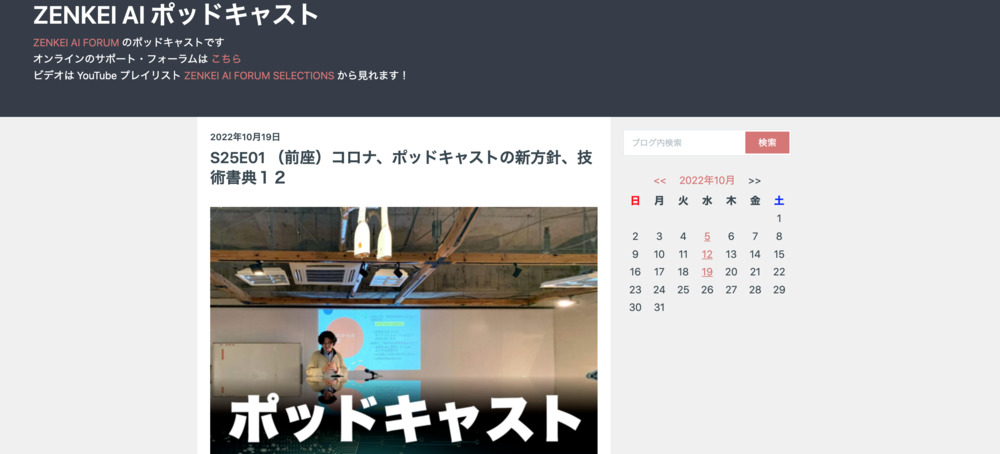 ZENKEI AI ポッドキャスト
ZENKEI AI FORUM のポッドキャストです
オンラインのサポート・フォーラムは こちら
ビデオは YouTube プレイリスト ZENKEI AI FORUM SELECTIONS から見れます！
2022年10月19日
S25E01 （前座）コロナ、ポッドキャストの新方針、技
術書典１２
ポッドキャスト
ブログ内検索 検索
<< 2022年10月 >>
日 月 火 水 木 金 土
1
2 3 4 5 6 7 8
9 10 11 12 13 14 15
16 17 18 19 20 21 22
23 24 25 26 27 28 29
30 31